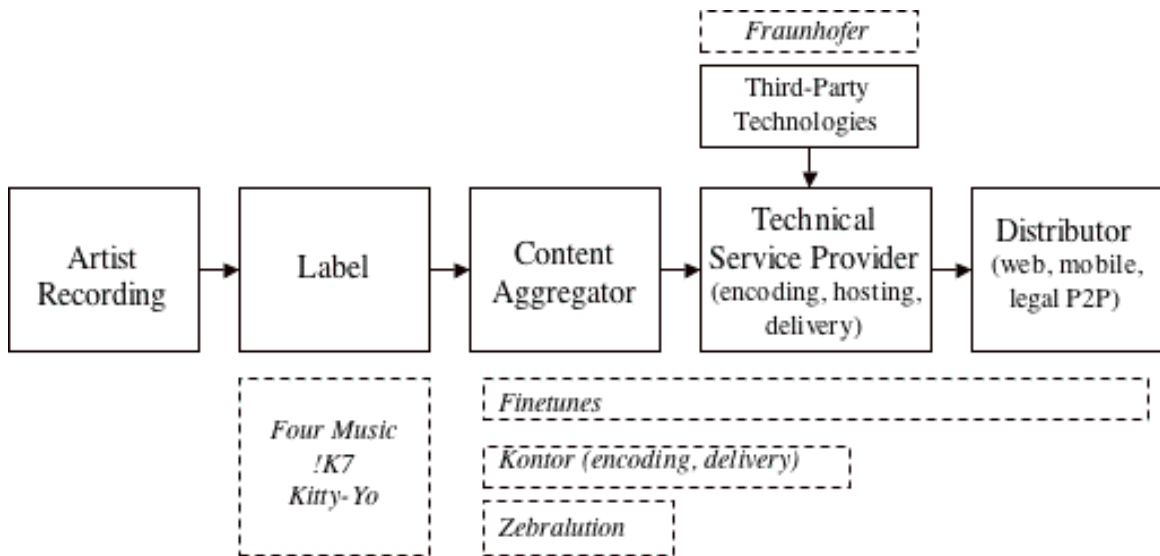 Fraunhofer
Third-Party
Technologies
Artist
Recording
Label
Content
Aggregator
Technical
Service Provider
(encoding, hosting,
delivery)
Distributor
(web, mobile,
legal P2P)
Four Music
!K7
Kitty-Yo
Finetunes
Kontor (encoding, delivery)
Zebralution